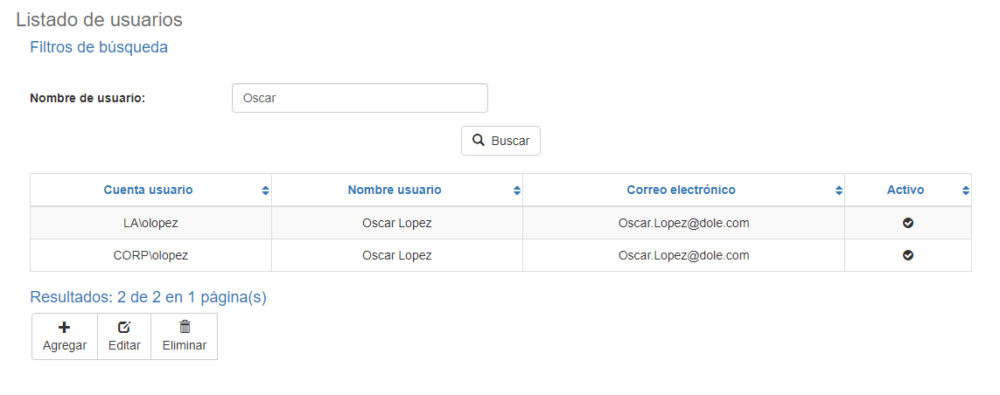 Listado de usuarios
Filtros de búsqueda
Nombre de usuario: Oscar
Buscar
Cuenta usuario Nombre usuario Correo electrónico Activo
LA\olopez Oscar Lopez Oscar.Lopez@dole.com
CORP\olopez Oscar Lopez Oscar.Lopez@dole.com
Resultados: 2 de 2 en 1 página(s)
Agregar Editar Eliminar